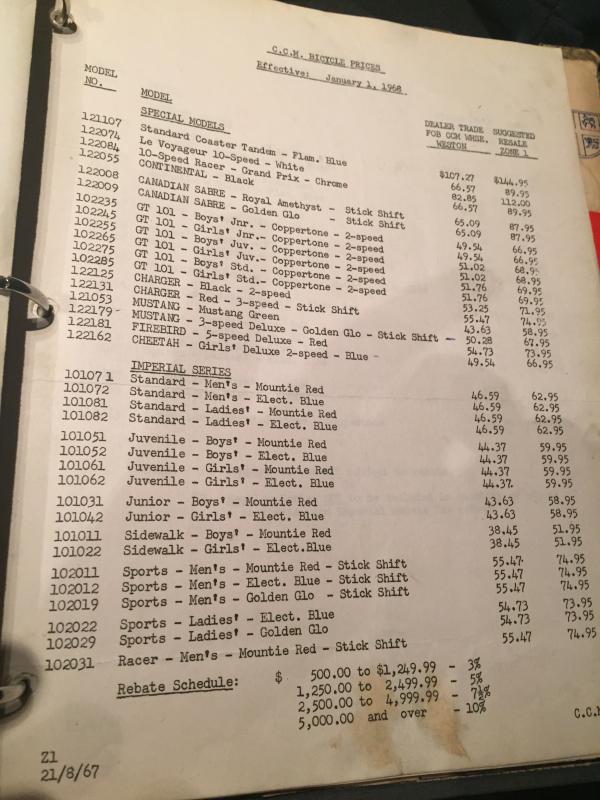 C.C.M. BICYCLE PRICES
Effective: January 1, 1968
MODEL NO. MODEL DEALER TRADE FOB CCM WHSE. WESTON SUGGESTED RESALE ZONE 1
SPECIAL MODELS
121107 Standard Coaster Tandem - Flam. Blue $107.27 $144.95
122074 Le Voyageur 10-Speed - White 66.57 89.95
122084 10-Speed Racer - Grand Prix - Chrome 82.85 112.00
122055 CONTINENTAL - Black 66.57 89.95
122008 CANADIAN SABRE - Royal Amethyst - Stick Shift 65.09 87.95
122009 CANADIAN SABRE - Golden Glo - Stick Shift 65.09 87.95
102235 GT 101 - Boys' Jnr. - Coppertone - 2-speed 49.54 66.95
102245 GT 101 - Girls' Jnr.- Coppertone - 2-speed 49.54 66.95
102255 GT 101 - Boys' Juv. - Coppertone - 2-speed 51.02 68.95
102265 GT 101 - Girls' Juv.- Coppertone - 2-speed 51.02 68.95
102275 GT 101 - Boys' Std. - Coppertone - 2-speed 51.76 69.95
102285 GT 101 - Girls' Std.- Coppertone - 2-speed 51.76 69.95
122125 CHARGER - Black - 2-speed 53.25 71.95
122131 CHARGER - Red - 3-speed - Stick Shift 55.47 74.95
121053 MUSTANG - Mustang Green 43.63 58.95
122179 MUSTANG - 3-speed Deluxe - Golden Glo - Stick Shift 50.28 67.95
122181 FIREBIRD - 5-speed Deluxe - Red 54.73 73.95
122162 CHEETAH - Girls' Deluxe 2-speed - Blue 49.54 66.95
IMPERIAL SERIES
101071 Standard - Men's - Mountie Red 46.59 62.95
101072 Standard - Men's - Elect. Blue 46.59 62.95
101081 Standard - Ladies' - Mountie Red 46.59 62.95
101082 Standard - Ladies' - Elect. Blue 46.59 62.95
101051 Juvenile - Boys' - Mountie Red 44.37 59.95
101052 Juvenile - Boys' - Elect. Blue 44.37 59.95
101061 Juvenile - Girls' - Mountie Red 44.37 59.95
101062 Juvenile - Girls' - Elect. Blue 44.37 59.95
101031 Junior - Boys' - Mountie Red 43.63 58.95
101042 Junior - Girls' - Elect. Blue 43.63 58.95
101011 Sidewalk - Boys' - Mountie Red 38.45 51.95
101022 Sidewalk - Girls' - Elect.Blue 38.45 51.95
102011 Sports - Men's - Mountie Red - Stick Shift 55.47 74.95
102012 Sports - Men's - Elect. Blue - Stick Shift 55.47 74.95
102019 Sports - Men's - Golden Glo - Stick Shift 55.47 74.95
102022 Sports - Ladies' - Elect. Blue 54.73 73.95
102029 Sports - Ladies' - Golden Glo 54.73 73.95
102031 Racer - Men's - Mountie Red - Stick Shift 55.47 74.95
Rebate Schedule: $ 500.00 to $1,249.99 - 3%
1,250.00 to 2,499.99 - 5%
2,500.00 to 4,999.99 - 7½%
5,000.00 and over - 10%
Z1
21/8/67